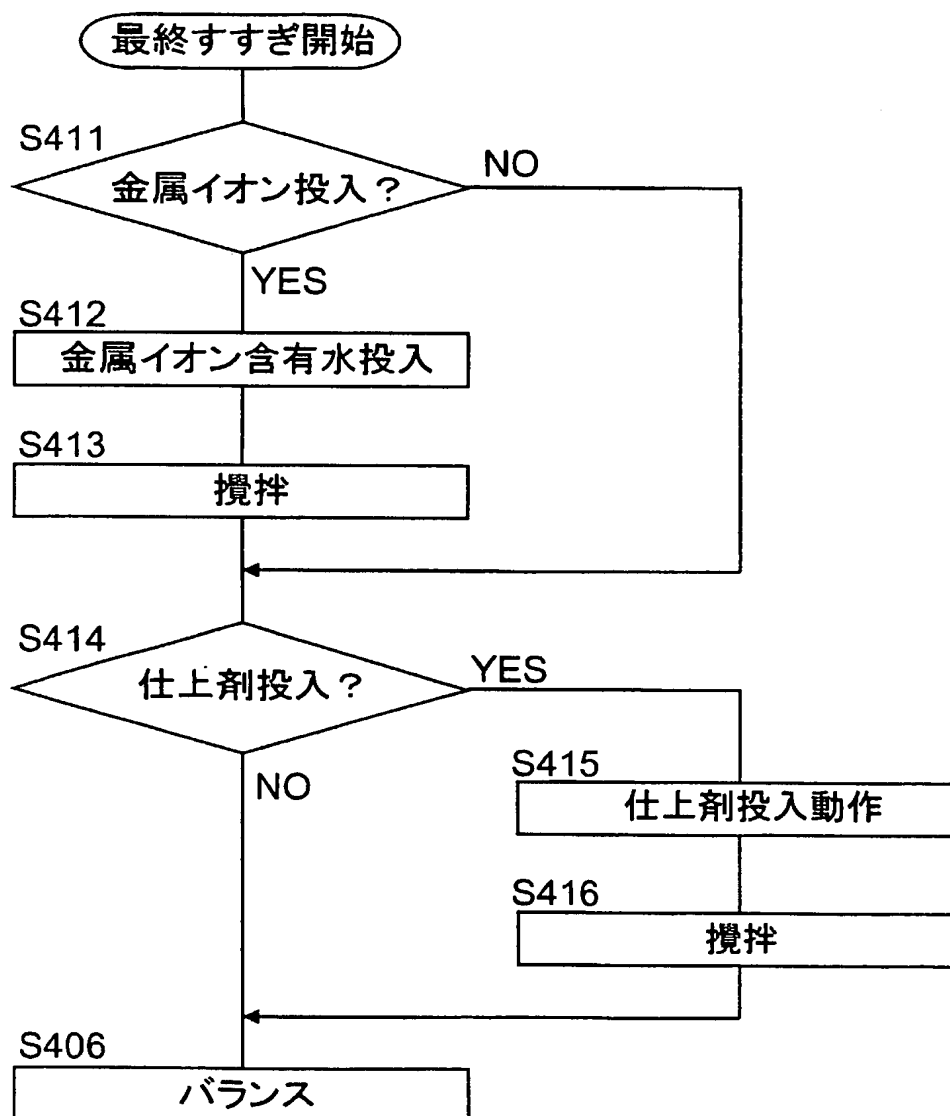 最終すすぎ開始
S411
金属イオン投入？
NO
YES
S412
金属イオン含有水投入
S413
攪拌
S414
仕上剤投入？
YES
NO
S415
仕上剤投入動作
S416
攪拌
S406
バランス